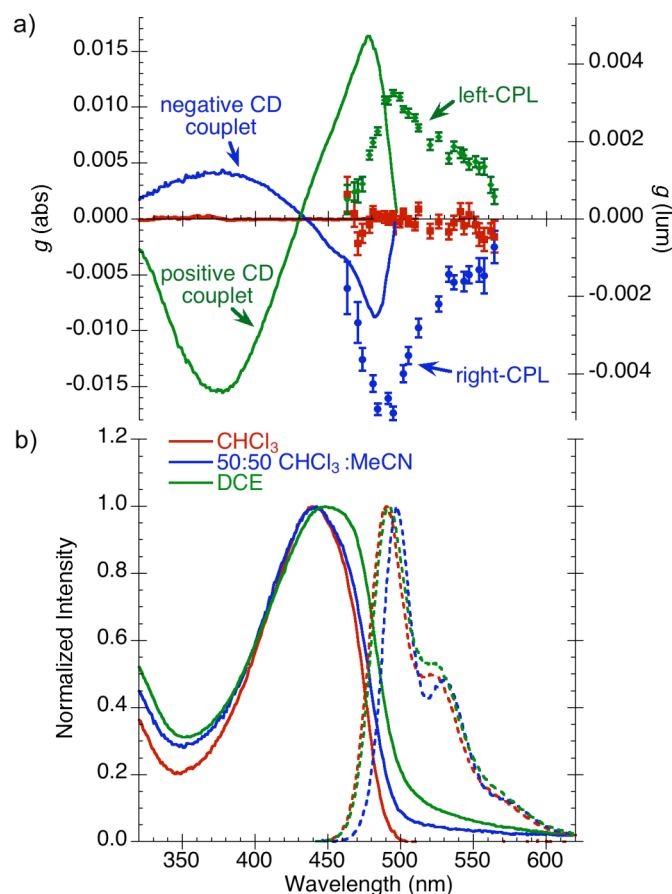 a)
0.015
0.010
0.005
0.000
-0.005
-0.010
-0.015
g (abs)
0.004
0.002
0.000
-0.002
-0.004
g (lum)
negative CD
couplet
left-CPL
positive CD
couplet
right-CPL
b)
1.2
1.0
0.8
0.6
0.4
0.2
0.0
Normalized Intensity
CHCl₃
50:50 CHCl₃ :MeCN
DCE
350
400
450
500
550
600
Wavelength (nm)